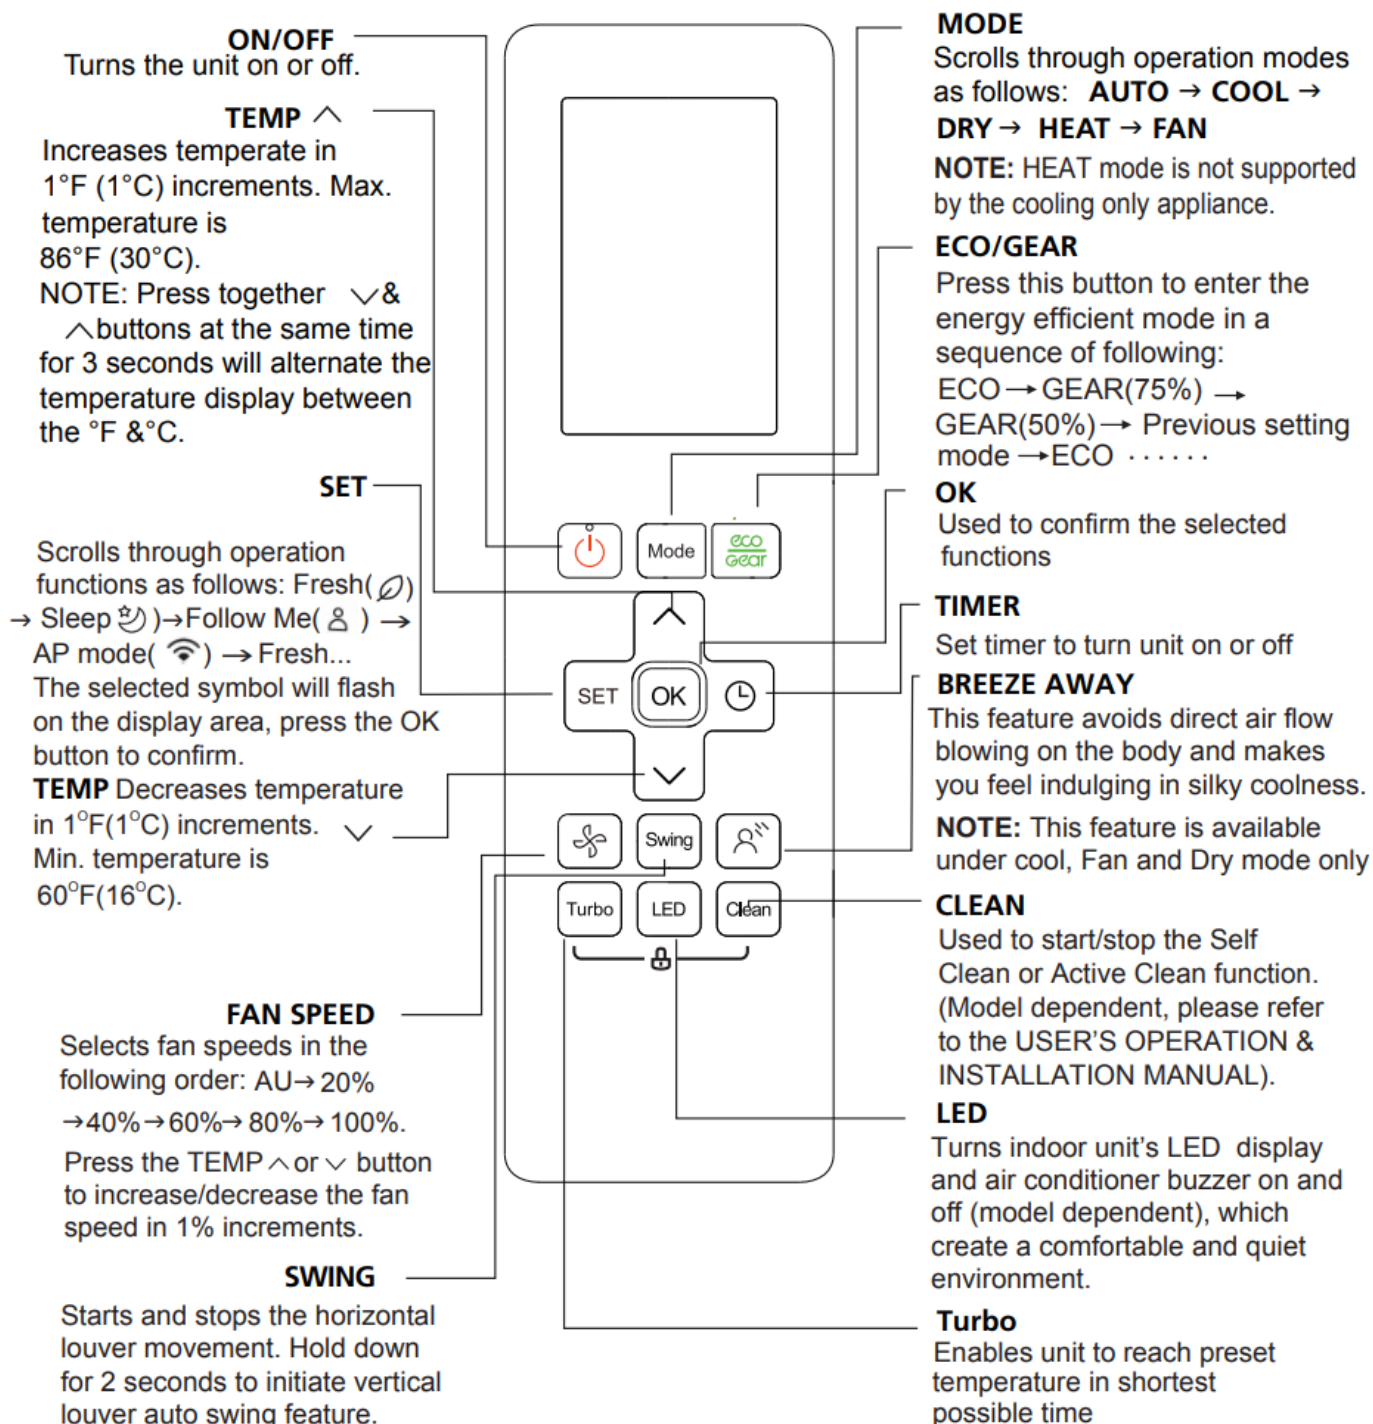 ON/OFF
Turns the unit on or off.
TEMP ∧
Increases temperate in
1°F (1°C) increments. Max.
temperature is
86°F (30°C).
NOTE: Press together ∨&
∧buttons at the same time
for 3 seconds will alternate the
temperature display between
the °F &°C.
SET
Scrolls through operation
functions as follows: Fresh( )
→ Sleep )→Follow Me( ) →
AP mode( ) → Fresh...
The selected symbol will flash
on the display area, press the OK
button to confirm.
TEMP Decreases temperature
in 1°F(1°C) increments. ∨
Min. temperature is
60°F(16°C).
FAN SPEED
Selects fan speeds in the
following order: AU→ 20%
→40%→60%→ 80%→ 100%.
Press the TEMP ∧ or ∨ button
to increase/decrease the fan
speed in 1% increments.
SWING
Starts and stops the horizontal
louver movement. Hold down
for 2 seconds to initiate vertical
louver auto swing feature.
Mode
eco
Gear
SET
OK
Swing
Turbo
LED
Clean
MODE
Scrolls through operation modes
as follows: AUTO → COOL →
DRY → HEAT → FAN
NOTE: HEAT mode is not supported
by the cooling only appliance.
ECO/GEAR
Press this button to enter the
energy efficient mode in a
sequence of following:
ECO → GEAR(75%) →
GEAR(50%)→ Previous setting
mode →ECO ······
OK
Used to confirm the selected
functions
TIMER
Set timer to turn unit on or off
BREEZE AWAY
This feature avoids direct air flow
blowing on the body and makes
you feel indulging in silky coolness.
NOTE: This feature is available
under cool, Fan and Dry mode only
CLEAN
Used to start/stop the Self
Clean or Active Clean function.
(Model dependent, please refer
to the USER'S OPERATION &
INSTALLATION MANUAL).
LED
Turns indoor unit's LED display
and air conditioner buzzer on and
off (model dependent), which
create a comfortable and quiet
environment.
Turbo
Enables unit to reach preset
temperature in shortest
possible time